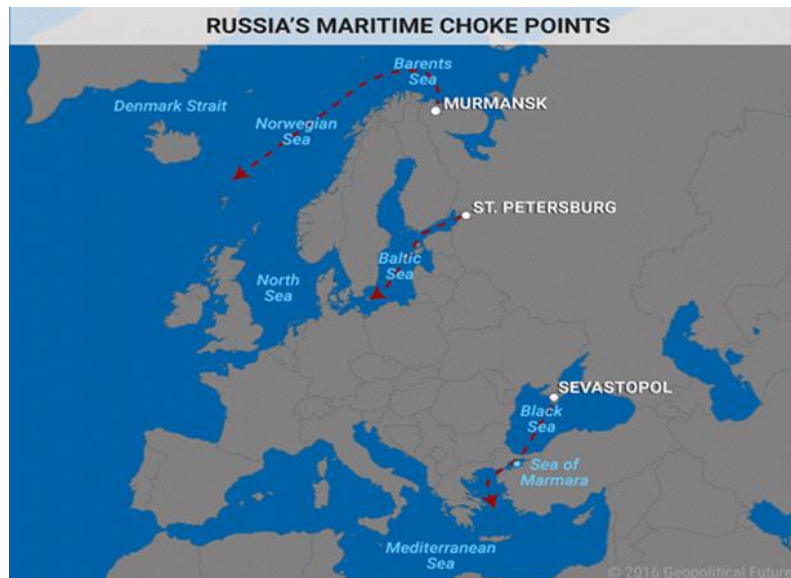 RUSSIA'S MARITIME CHOKE POINTS
Barents
Sea
MURMANSK
Denmark Strait
Norwegian
Sea
ST. PETERSBURG
Baltic
Sea
North
Sea
SEVASTOPOL
Black
Sea
Sea of
Marmara
Mediterranean
Sea
© 2016 Geopolitical Future